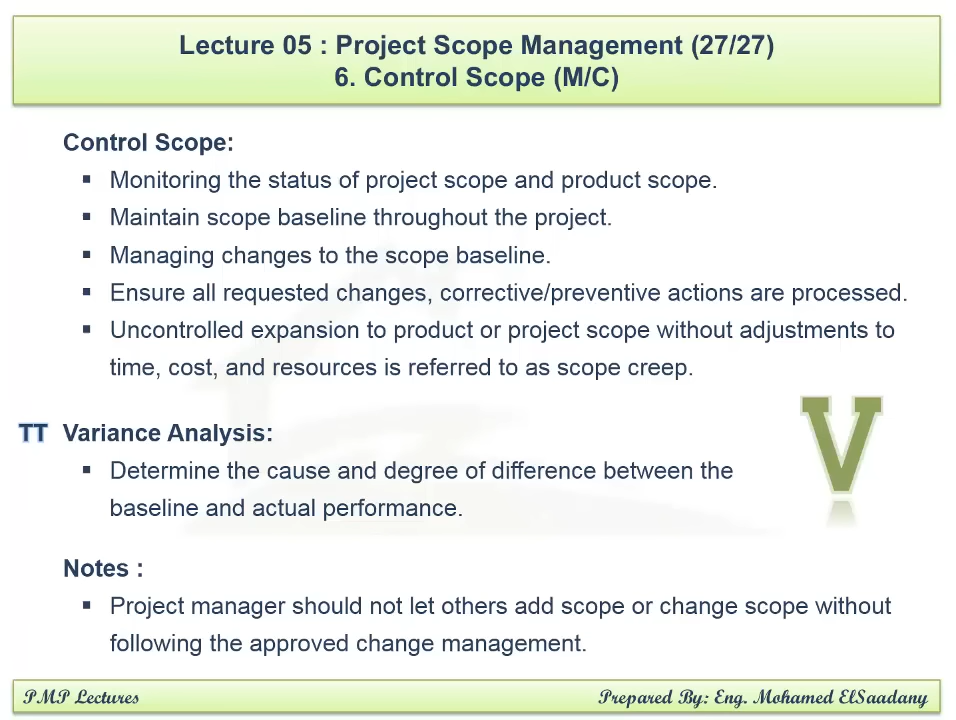 Lecture 05 : Project Scope Management (27/27)
6. Control Scope (M/C)
Control Scope:
▪ Monitoring the status of project scope and product scope.
▪ Maintain scope baseline throughout the project.
▪ Managing changes to the scope baseline.
▪ Ensure all requested changes, corrective/preventive actions are processed.
▪ Uncontrolled expansion to product or project scope without adjustments to
time, cost, and resources is referred to as scope creep.
TT Variance Analysis:
▪ Determine the cause and degree of difference between the
baseline and actual performance.
V
Notes :
▪ Project manager should not let others add scope or change scope without
following the approved change management.
PMP Lectures Prepared By: Eng. Mohamed ElSaadany